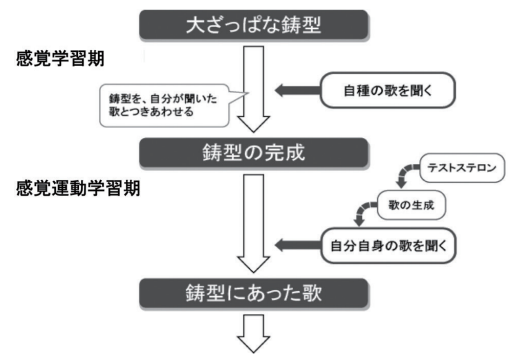 大ざっぱな鋳型
感覚学習期
鋳型を、自分が聞いた
歌とつきあわせる
自種の歌を聞く
鋳型の完成
感覚運動学習期
テストステロン
歌の生成
自分自身の歌を聞く
鋳型にあった歌